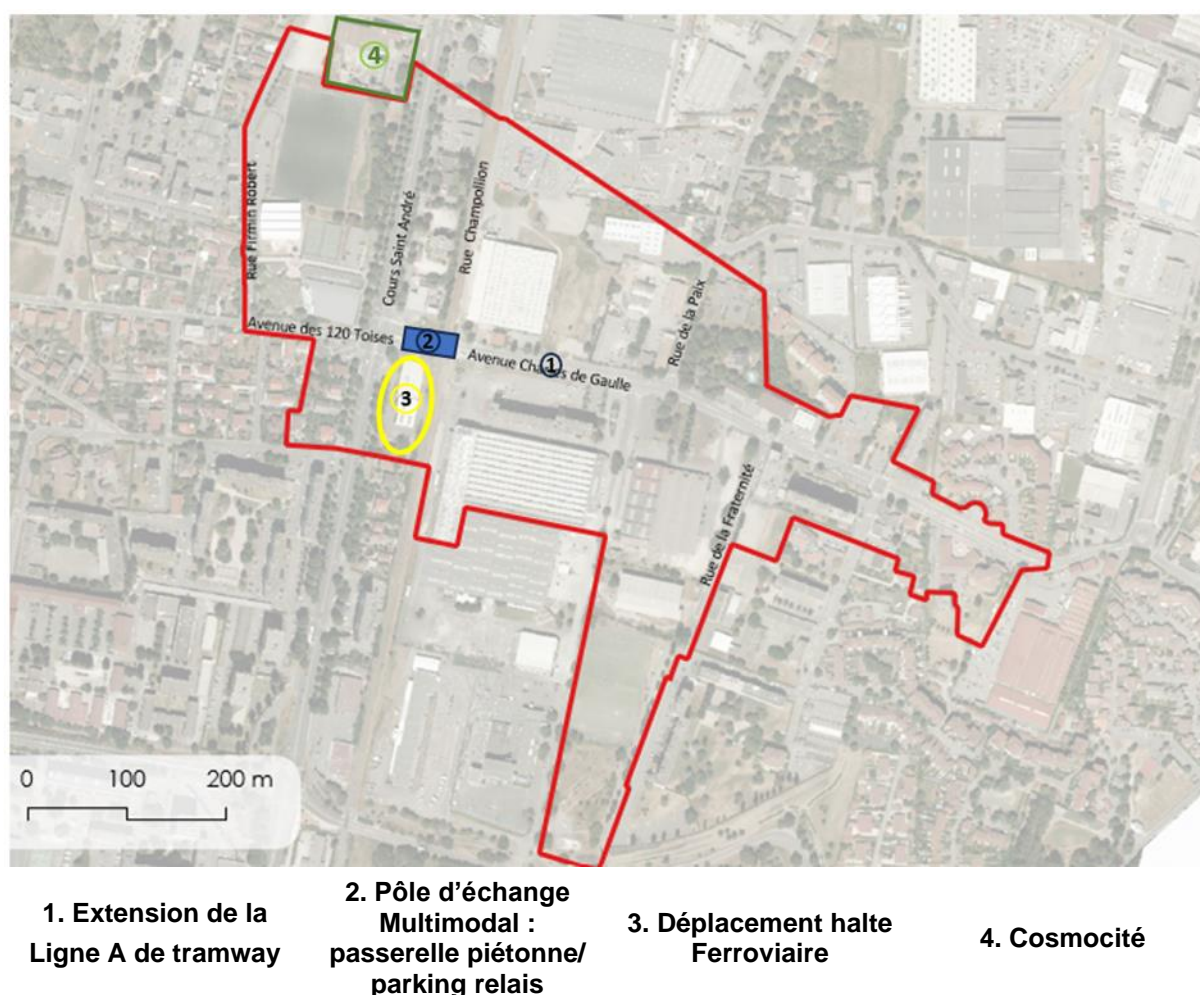 4
Rue Firmin Robert
Cours Saint André
Rue Champollion
Rue de la Paix
Avenue des 120 Toises
2
Avenue Charles de Gaulle
1
3
Rue de la Fraternité
0 100 200 m
1. Extension de la
Ligne A de tramway
2. Pôle d’échange
Multimodal :
passerelle piétonne/
parking relais
3. Déplacement halte
Ferroviaire
4. Cosmocité